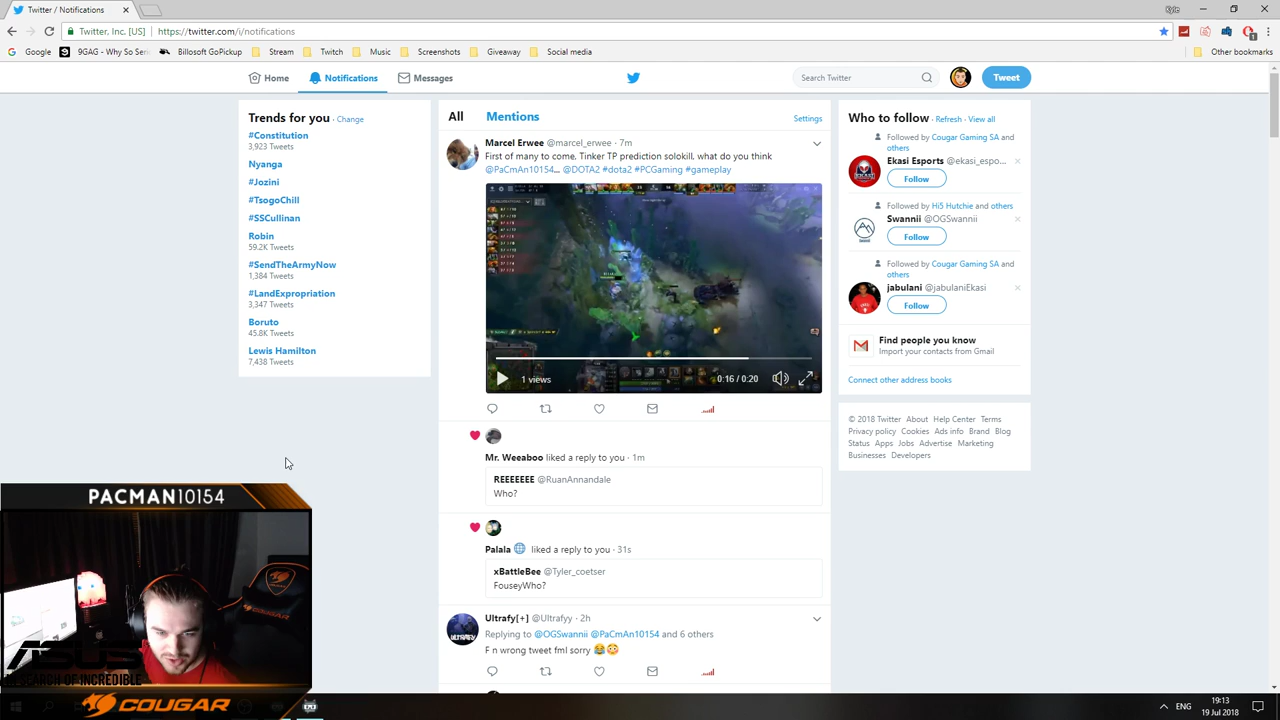 Twitter / Notifications
Twitter, Inc. [US]
https://twitter.com/i/notifications
Google
9GAG - Why So Seri
Billosoft GoPickup
Stream
Twitch
Music
Screenshots
Giveaway
Social media
Other bookmarks
Home
Notifications
Messages
Search Twitter
Tweet
Trends for you · Change
#Constitution
3,923 Tweets
Nyanga
#Jozini
#TsogoChill
#SSCullinan
Robin
59.2K Tweets
#SendTheArmyNow
1,384 Tweets
#LandExpropriation
3,347 Tweets
Boruto
45.8K Tweets
Lewis Hamilton
7,438 Tweets
All
Mentions
Settings
Marcel Erwee @marcel_erwee · 7m
First of many to come, Tinker TP prediction solokill, what do you think
@PaCmAn10154... @DOTA2 #dota2 #PCGaming #gameplay
1 views
0:16 / 0:20
Mr. Weeaboo liked a reply to you · 1m
REEEEEEE @RuanAnnandale
Who?
Palala liked a reply to you · 31s
xBattleBee @Tyler_coetser
FouseyWho?
Ultrafy[+] @Ultrafyy · 2h
Replying to @OGSwannii @PaCmAn10154 and 6 others
F n wrong tweet fml sorry 😂😳
Who to follow · Refresh · View all
Followed by Cougar Gaming SA and
others
Ekasi Esports @ekasi_espo...
Follow
Followed by Hi5 Hutchie and others
Swannii @OGSwannii
Follow
Followed by Cougar Gaming SA and
others
jabulani @jabulaniEkasi
Follow
Find people you know
Import your contacts from Gmail
Connect other address books
© 2018 Twitter About Help Center Terms
Privacy policy Cookies Ads info Brand Blog
Status Apps Jobs Advertise Marketing
Businesses Developers
PACMAN10154
COUGAR
ASUS
IN SEARCH OF INCREDIBLE
COUGAR
ENG
19:13
19 Jul 2018